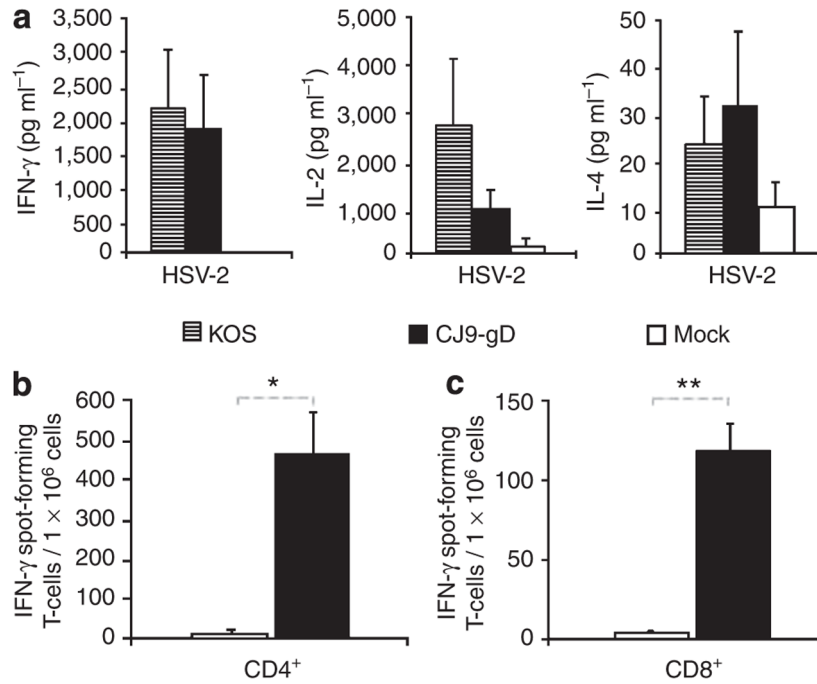 a
IFN-γ (pg ml⁻¹)
3,500
3,000
2,500
2,000
1,500
1,000
500
0
HSV-2
IL-2 (pg ml⁻¹)
5,000
4,000
3,000
2,000
1,000
0
HSV-2
IL-4 (pg ml⁻¹)
50
40
30
20
10
0
HSV-2
KOS
CJ9-gD
Mock
b
IFN-γ spot-forming
T-cells / 1 × 10⁶ cells
600
500
400
300
200
100
0
*
CD4⁺
c
IFN-γ spot-forming
T-cells / 1 × 10⁶ cells
150
100
50
0
**
CD8⁺